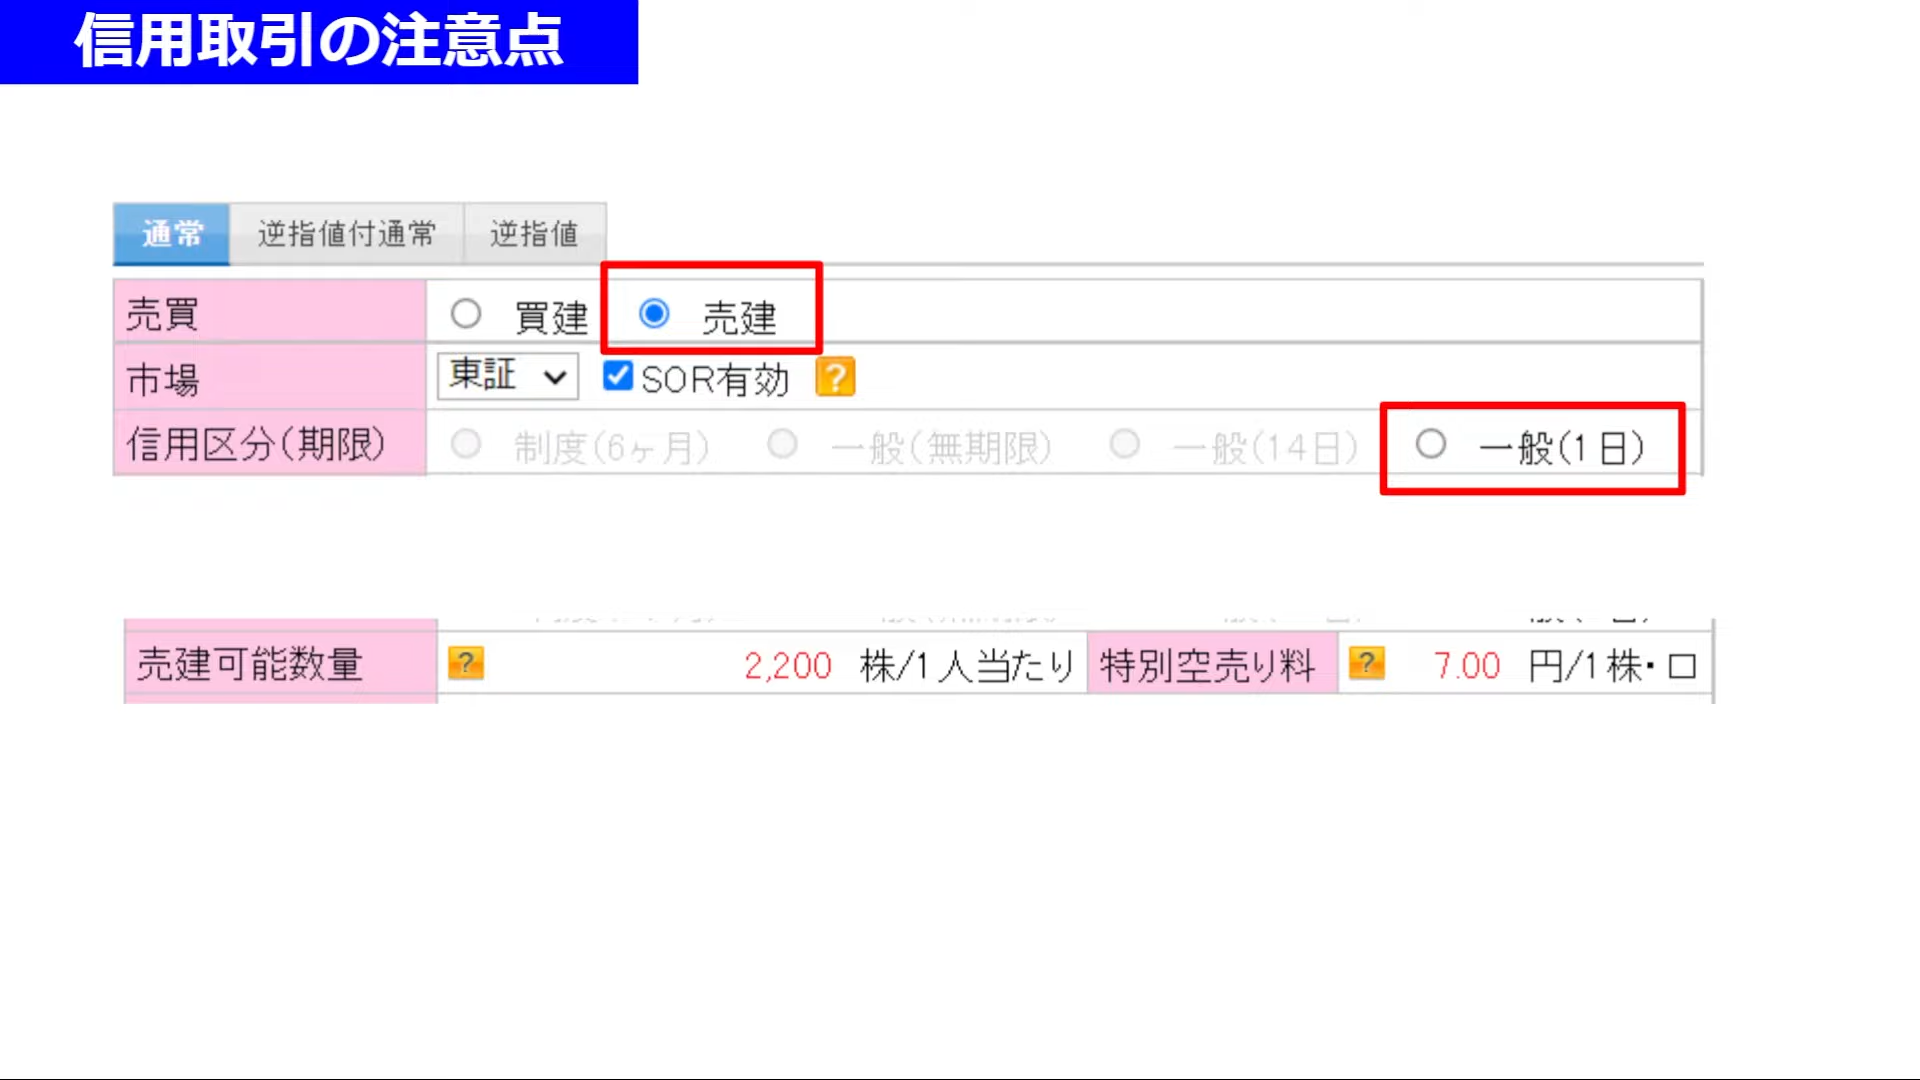 信用取引の注意点
通常 逆指値付通常 逆指値
売買 買建 売建
市場 東証 SOR有効 ?
信用区分(期限) 制度(6ヶ月) 一般(無期限) 一般(14日) 一般(1日)
売建可能数量 ? 2,200 株/1人当たり 特別空売り料 ? 7.00 円/1株・口